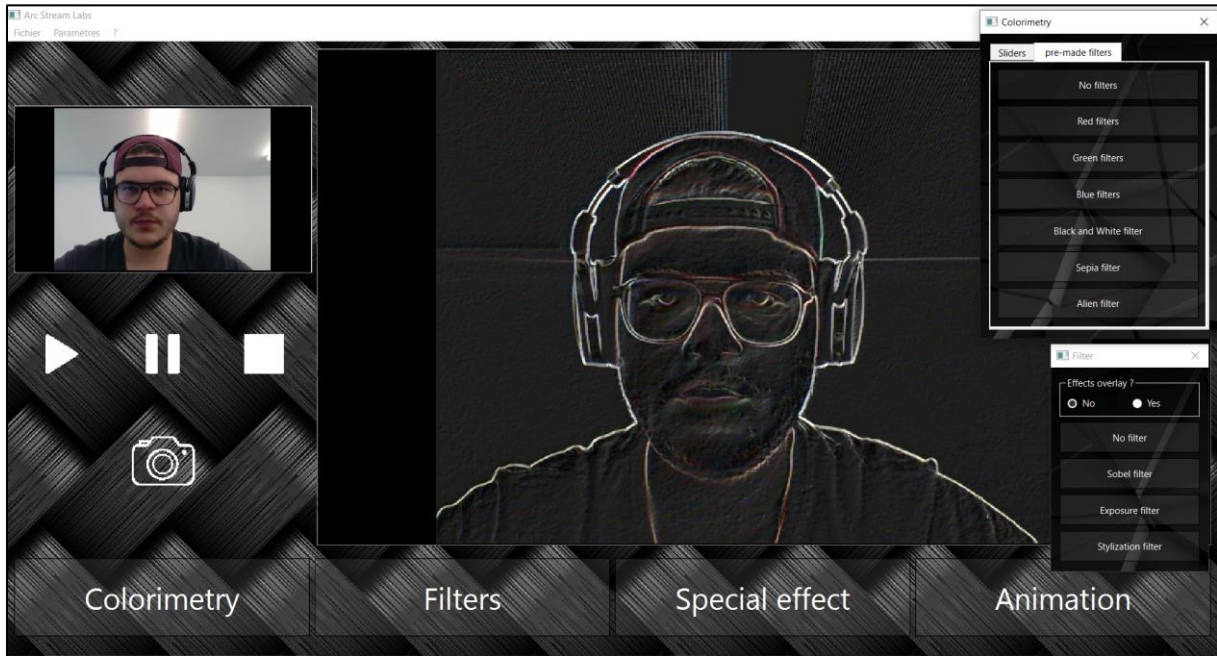 Arc Stream Labs
Fichier Paramètres ?
Colorimetry
Sliders pre-made filters
No filters
Red filters
Green filters
Blue filters
Black and White filter
Sepia filter
Alien filter
Filter
Effects overlay ?
No Yes
No filter
Sobel filter
Exposure filter
Stylization filter
Colorimetry Filters Special effect Animation